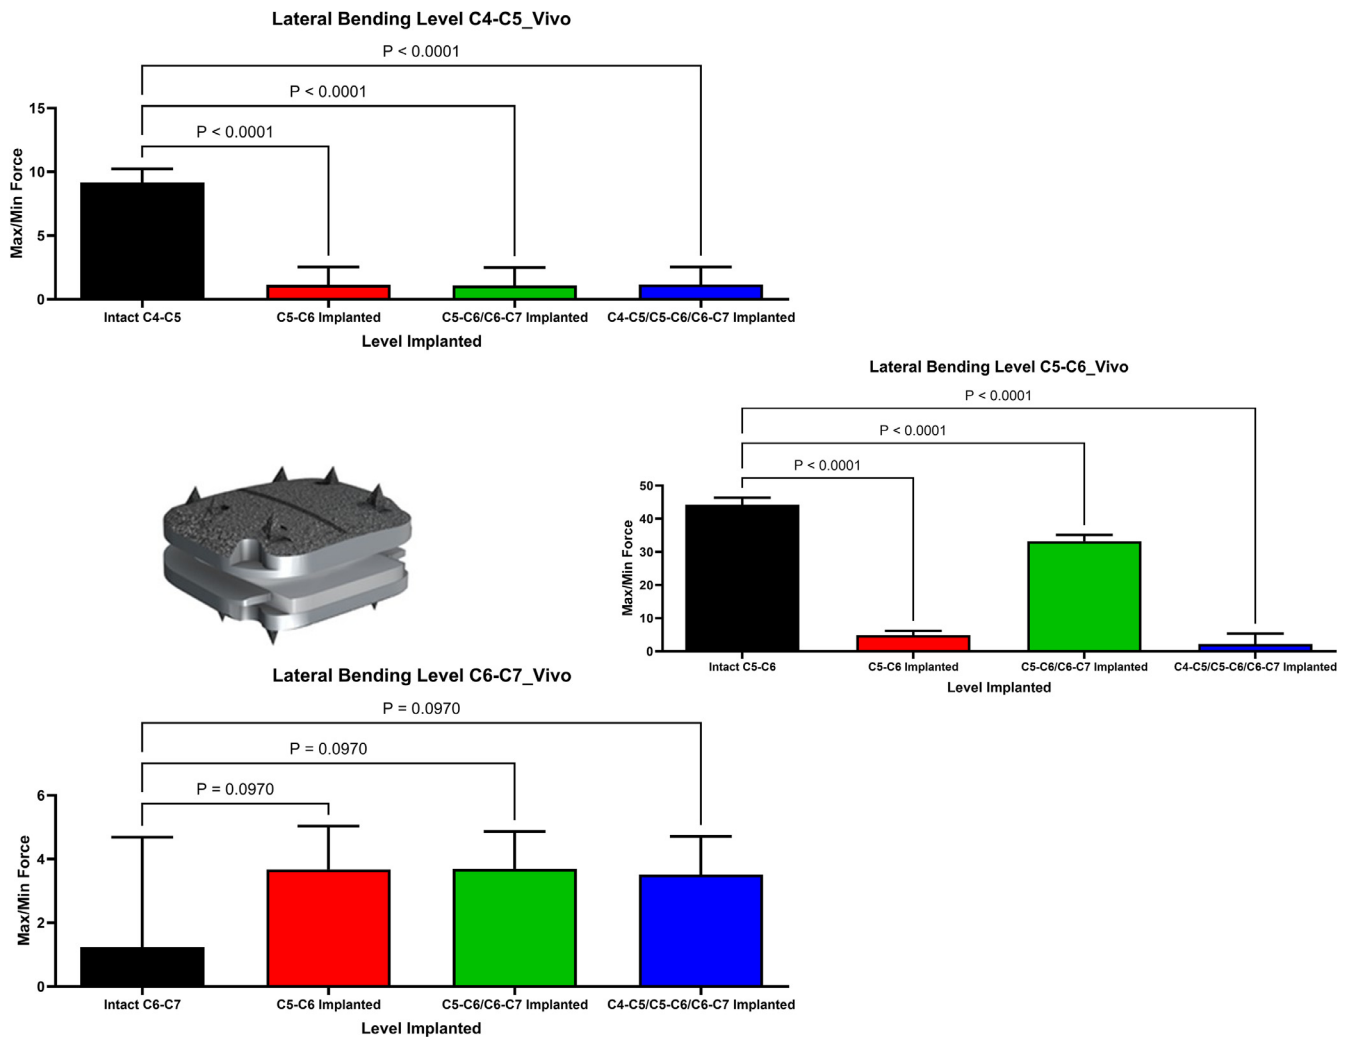 Lateral Bending Level C4-C5_Vivo
P < 0.0001
P < 0.0001
P < 0.0001
15
10
5
0
Max/Min Force
Intact C4-C5
C5-C6 Implanted
C5-C6/C6-C7 Implanted
C4-C5/C5-C6/C6-C7 Implanted
Level Implanted
Lateral Bending Level C5-C6_Vivo
P < 0.0001
P < 0.0001
P < 0.0001
50
40
30
20
10
0
Max/Min Force
Intact C5-C6
C5-C6 Implanted
C5-C6/C6-C7 Implanted
C4-C5/C5-C6/C6-C7 Implanted
Level Implanted
Lateral Bending Level C6-C7_Vivo
P = 0.0970
P = 0.0970
P = 0.0970
6
4
2
0
Max/Min Force
Intact C6-C7
C5-C6 Implanted
C5-C6/C6-C7 Implanted
C4-C5/C5-C6/C6-C7 Implanted
Level Implanted